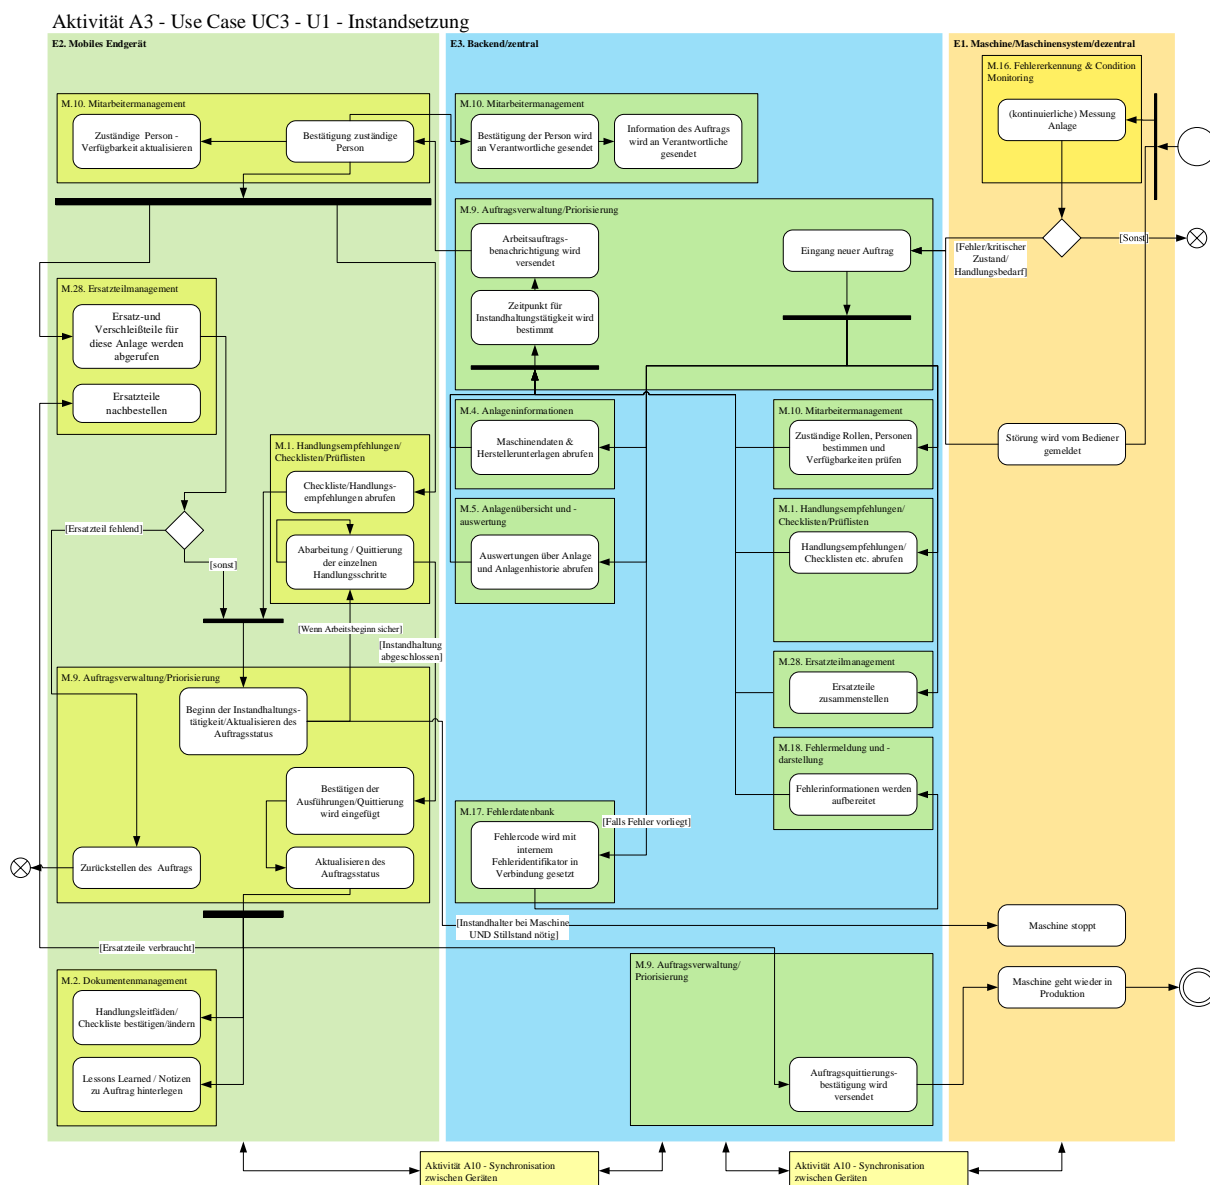 Aktivität A3 - Use Case UC3 - U1 - Instandsetzung
E2. Mobiles Endgerät
M.10. Mitarbeitermanagement
Zuständige Person -
Verfügbarkeit aktualisieren
Bestätigung zuständige
Person
M.28. Ersatzteilmanagement
Ersatz-und
Verschleißteile für
diese Anlage werden
abgerufen
Ersatzteile
nachbestellen
M.1. Handlungsempfehlungen/
Checklisten/Prüflisten
Checkliste/Handlungs-
empfehlungen abrufen
Abarbeitung / Quittierung
der einzelnen
Handlungsschritte
[Ersatzteil fehlend]
[sonst]
[Wenn Arbeitsbeginn sicher]
[Instandhaltung
abgeschlossen]
M.9. Auftragsverwaltung/Priorisierung
Beginn der Instandhaltungs-
tätigkeit/Aktualisieren des
Auftragsstatus
Bestätigen der
Ausführungen/Quittierung
wird eingefügt
Zurückstellen des Auftrags
Aktualisieren des
Auftragsstatus
[Ersatzteile verbraucht]
M.2. Dokumentenmanagement
Handlungsleitfäden/
Checkliste bestätigen/ändern
Lessons Learned / Notizen
zu Auftrag hinterlegen
E3. Backend/zentral
M.10. Mitarbeitermanagement
Bestätigung der Person wird
an Verantwortliche gesendet
Information des Auftrags
wird an Verantwortliche
gesendet
M.9. Auftragsverwaltung/Priorisierung
Arbeitsauftrags-
benachrichtigung wird
versendet
Eingang neuer Auftrag
Zeitpunkt für
Instandhaltungstätigkeit wird
bestimmt
M.4. Anlageninformationen
Maschinendaten &
Herstellerunterlagen abrufen
M.10. Mitarbeitermanagement
Zuständige Rollen, Personen
bestimmen und
Verfügbarkeiten prüfen
M.5. Anlagenübersicht und -
auswertung
Auswertungen über Anlage
und Anlagenhistorie abrufen
M.1. Handlungsempfehlungen/
Checklisten/Prüflisten
Handlungsempfehlungen/
Checklisten etc. abrufen
M.28. Ersatzteilmanagement
Ersatzteile
zusammenstellen
M.18. Fehlermeldung und -
darstellung
Fehlerinformationen werden
aufbereitet
M.17. Fehlerdatenbank
[Falls Fehler vorliegt]
Fehlercode wird mit
internem
Fehleridentifikator in
Verbindung gesetzt
[Instandhalter bei Maschine
UND Stillstand nötig]
M.9. Auftragsverwaltung/
Priorisierung
Auftragsquittierungs-
bestätigung wird
versendet
E1. Maschine/Maschinensystem/dezentral
M.16. Fehlererkennung & Condition
Monitoring
(kontinuierliche) Messung
Anlage
[Sonst]
[Fehler/kritischer
Zustand/
Handlungsbedarf]
Störung wird vom Bediener
gemeldet
Maschine stoppt
Maschine geht wieder in
Produktion
Aktivität A10 - Synchronisation
zwischen Geräten
Aktivität A10 - Synchronisation
zwischen Geräten